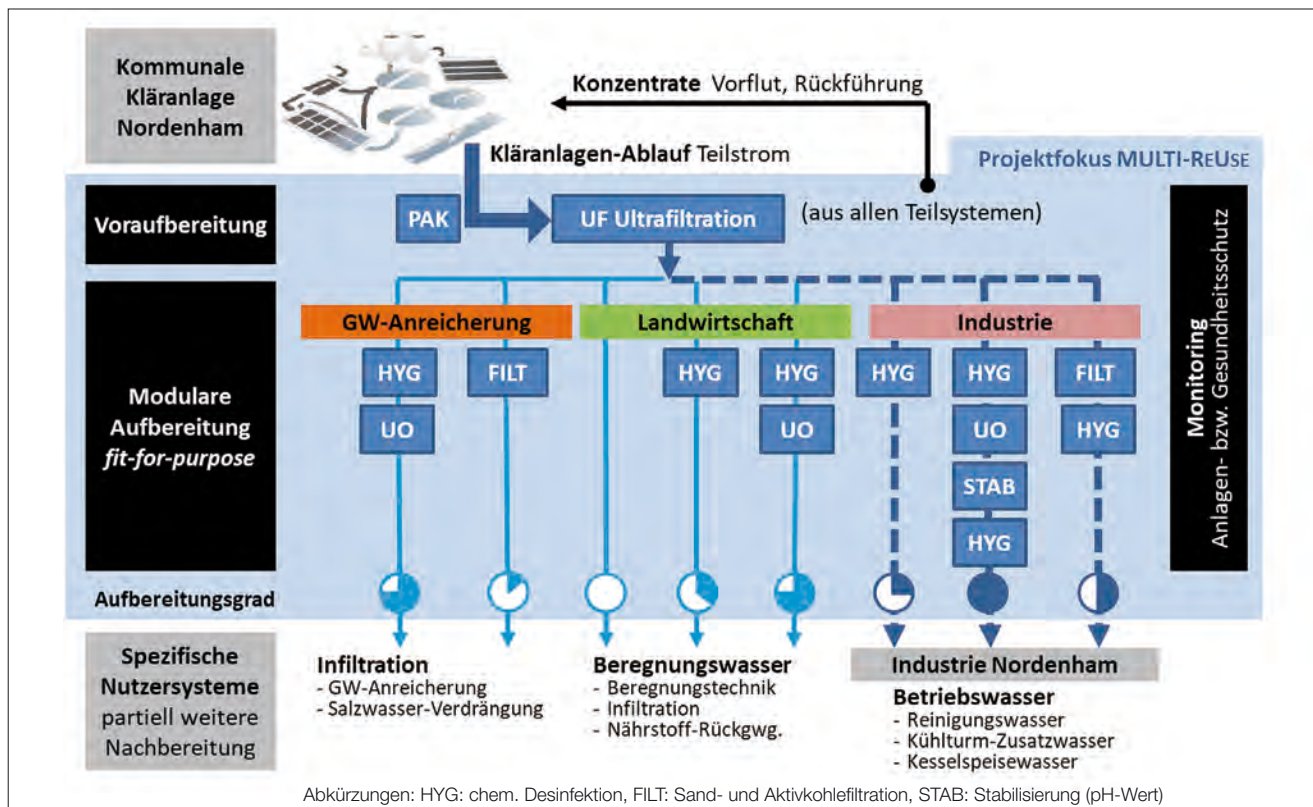 Kommunale
Kläranlage
Nordenham
Konzentrate Vorflut, Rückführung
Kläranlagen-Ablauf Teilstrom
Projektfokus MULTI-REUSE
Voraufbereitung
PAK
UF Ultrafiltration
(aus allen Teilsystemen)
Modulare
Aufbereitung
fit-for-purpose
GW-Anreicherung
Landwirtschaft
Industrie
HYG
FILT
HYG
HYG
HYG
HYG
FILT
UO
UO
UO
HYG
STAB
HYG
Monitoring
Anlagen- bzw. Gesundheitsschutz
Aufbereitungsgrad
Spezifische
Nutzersysteme
partiell weitere
Nachbereitung
Infiltration
- GW-Anreicherung
- Salzwasser-Verdrängung
Beregnungswasser
- Beregnungstechnik
- Infiltration
- Nährstoff-Rückgwg.
Industrie Nordenham
Betriebswasser
- Reinigungswasser
- Kühlturm-Zusatzwasser
- Kesselspeisewasser
Abkürzungen: HYG: chem. Desinfektion, FILT: Sand- und Aktivkohlefiltration, STAB: Stabilisierung (pH-Wert)